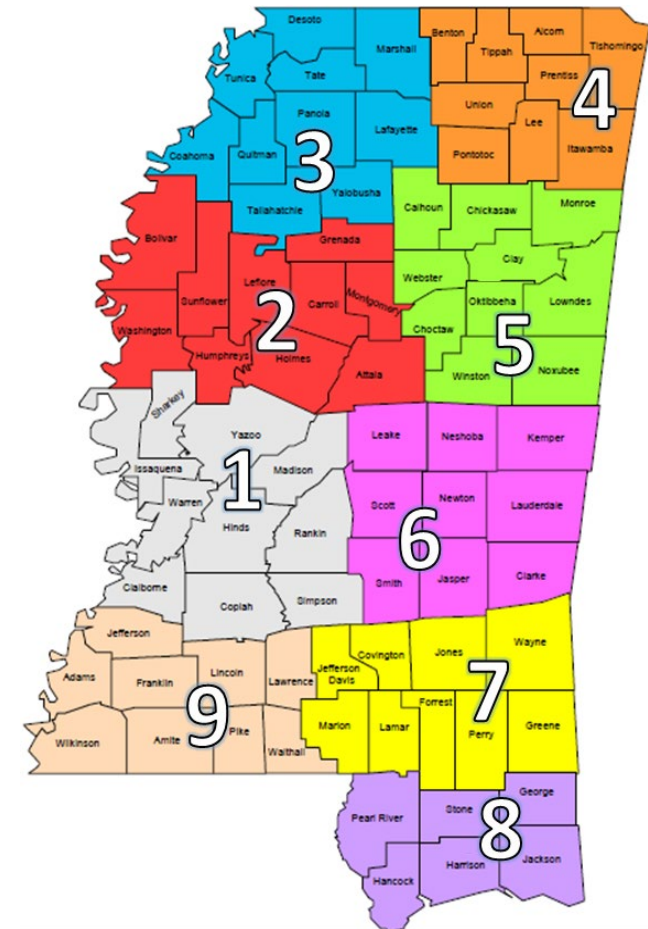 Desoto
Marshall
Benton
Tippah
Alcorn
Tishomingo
Tunica
Tate
Prentiss
4
Panola
Union
Lee
Lafayette
Coahoma
Quitman
3
Pontotoc
Itawamba
Yalobusha
Tallahatchie
Calhoun
Chickasaw
Monroe
Bolivar
Grenada
Clay
Webster
Leflore
Sunflower
Carroll
Montgomery
Oktibbeha
Lowndes
Washington
2
Choctaw
5
Humphreys
Holmes
Attala
Winston
Noxubee
Sharkey
Yazoo
Leake
Neshoba
Kemper
Issaquena
1
Madison
Warren
Scott
Newton
Lauderdale
Hinds
Rankin
6
Claiborne
Smith
Jasper
Clarke
Copiah
Simpson
Jefferson
Wayne
Covington
Jones
Adams
Franklin
Lincoln
Lawrence
Jefferson
Davis
7
Forrest
9
Pike
Marion
Lamar
Greene
Perry
Wilkinson
Amite
Walthall
George
Stone
Pearl River
8
Harrison
Jackson
Hancock